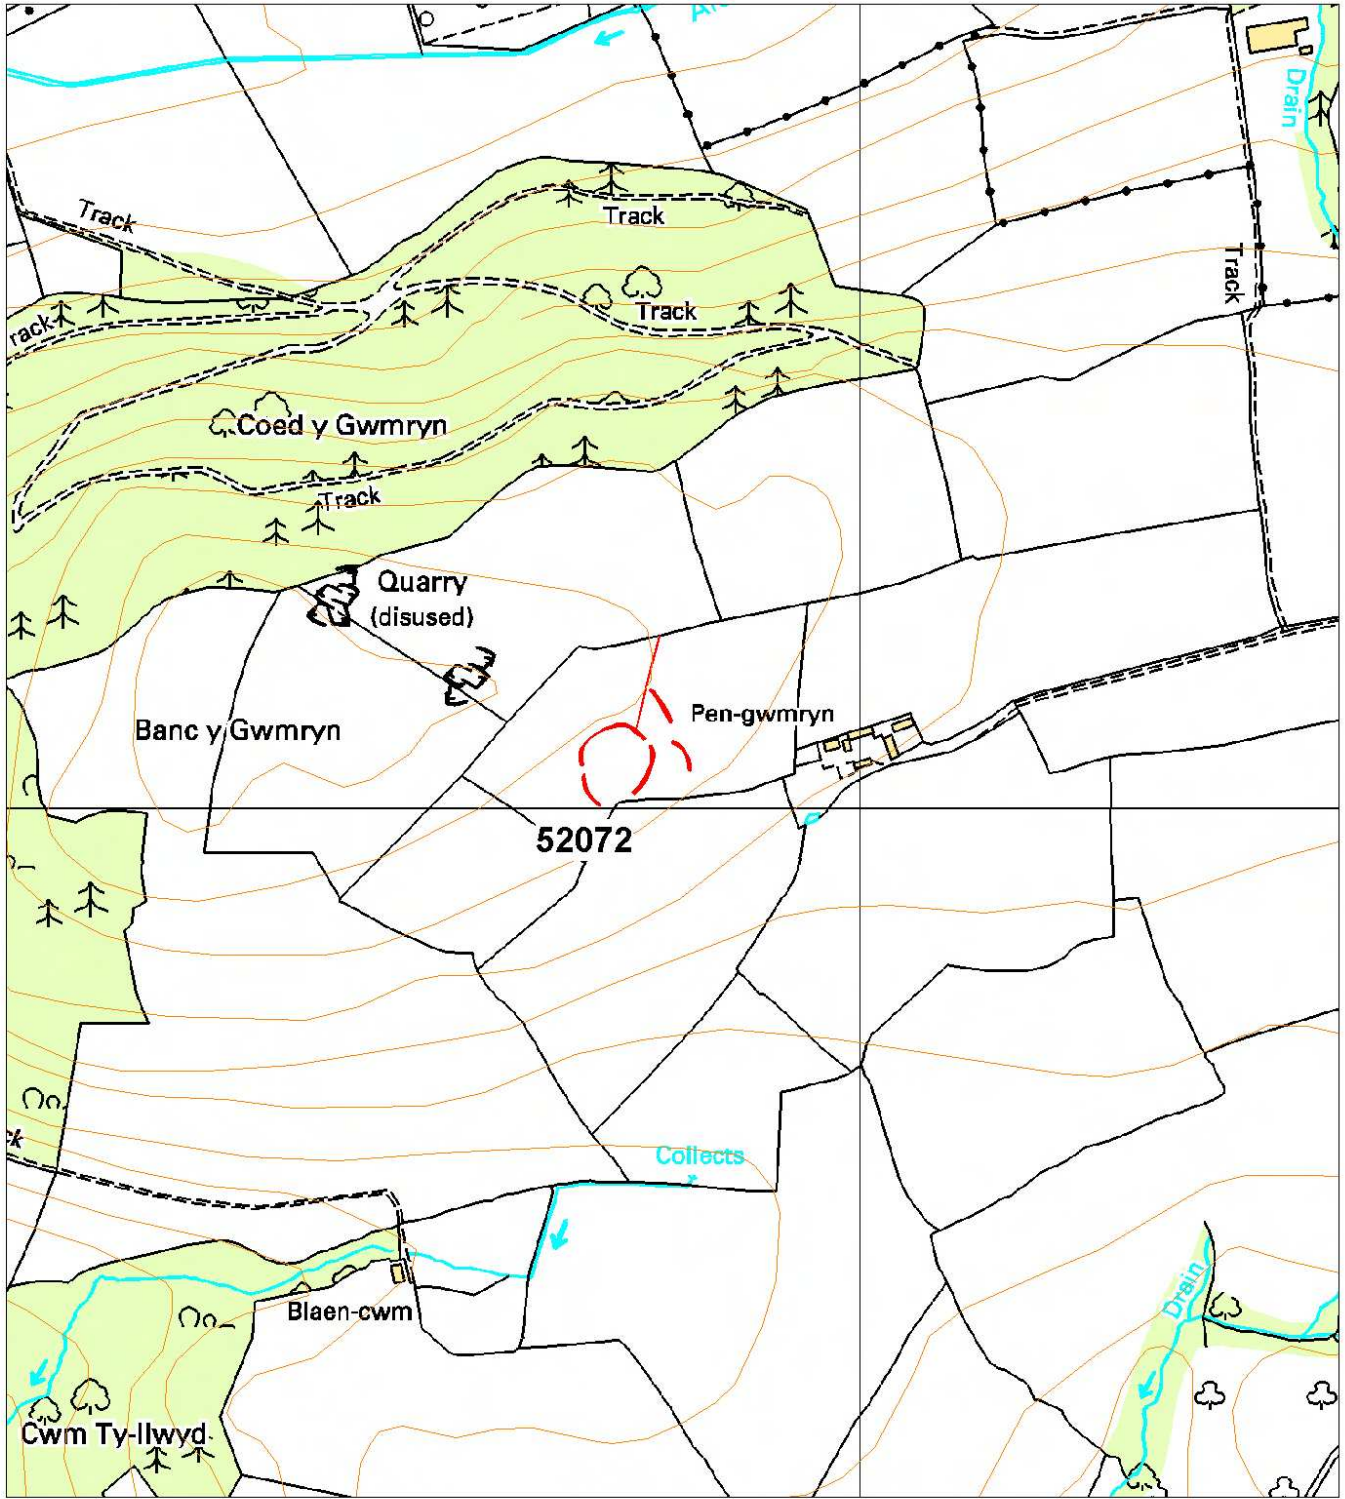 Drain
Track
Track
Track
Track
Coed y Gwmryn
Track
Quarry
(disused)
Banc y Gwmryn
Pen-gwmryn
52072
Collects
Blaen-cwm
Drain
Cwm Ty-llwyd